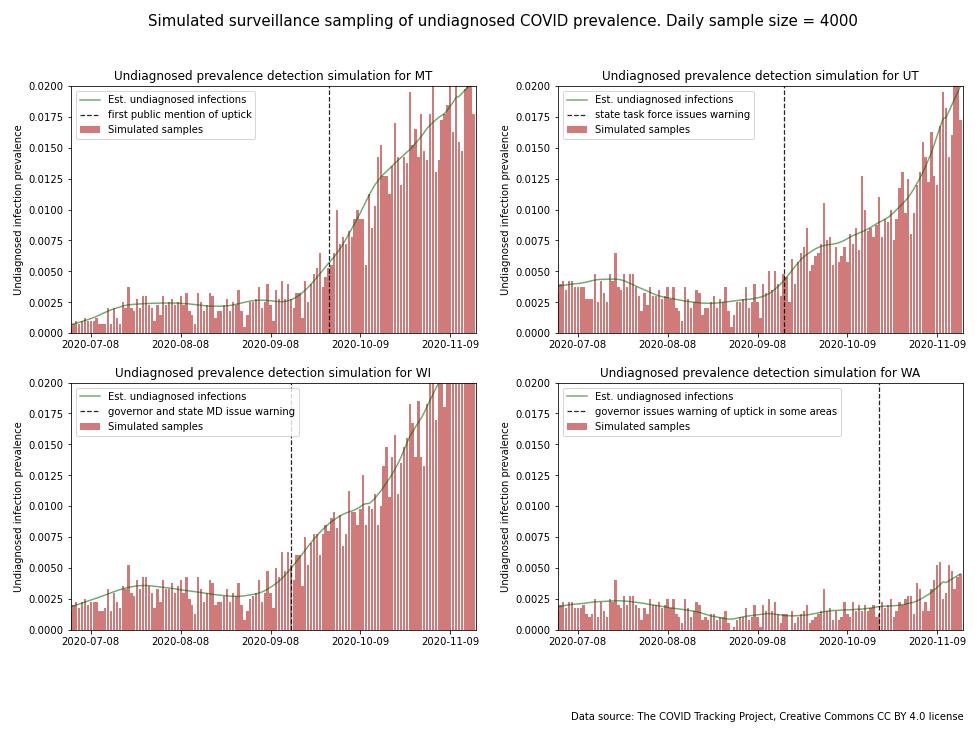 Simulated surveillance sampling of undiagnosed COVID prevalence. Daily sample size = 4000
Undiagnosed prevalence detection simulation for MT
Undiagnosed infection prevalence
0.0200
0.0175
0.0150
0.0125
0.0100
0.0075
0.0050
0.0025
0.0000
Est. undiagnosed infections
first public mention of uptick
Simulated samples
2020-07-08 2020-08-08 2020-09-08 2020-10-09 2020-11-09
Undiagnosed prevalence detection simulation for UT
Undiagnosed infection prevalence
0.0200
0.0175
0.0150
0.0125
0.0100
0.0075
0.0050
0.0025
0.0000
Est. undiagnosed infections
state task force issues warning
Simulated samples
2020-07-08 2020-08-08 2020-09-08 2020-10-09 2020-11-09
Undiagnosed prevalence detection simulation for WI
Undiagnosed infection prevalence
0.0200
0.0175
0.0150
0.0125
0.0100
0.0075
0.0050
0.0025
0.0000
Est. undiagnosed infections
governor and state MD issue warning
Simulated samples
2020-07-08 2020-08-08 2020-09-08 2020-10-09 2020-11-09
Undiagnosed prevalence detection simulation for WA
Undiagnosed infection prevalence
0.0200
0.0175
0.0150
0.0125
0.0100
0.0075
0.0050
0.0025
0.0000
Est. undiagnosed infections
governor issues warning of uptick in some areas
Simulated samples
2020-07-08 2020-08-08 2020-09-08 2020-10-09 2020-11-09
Data source: The COVID Tracking Project, Creative Commons CC BY 4.0 license